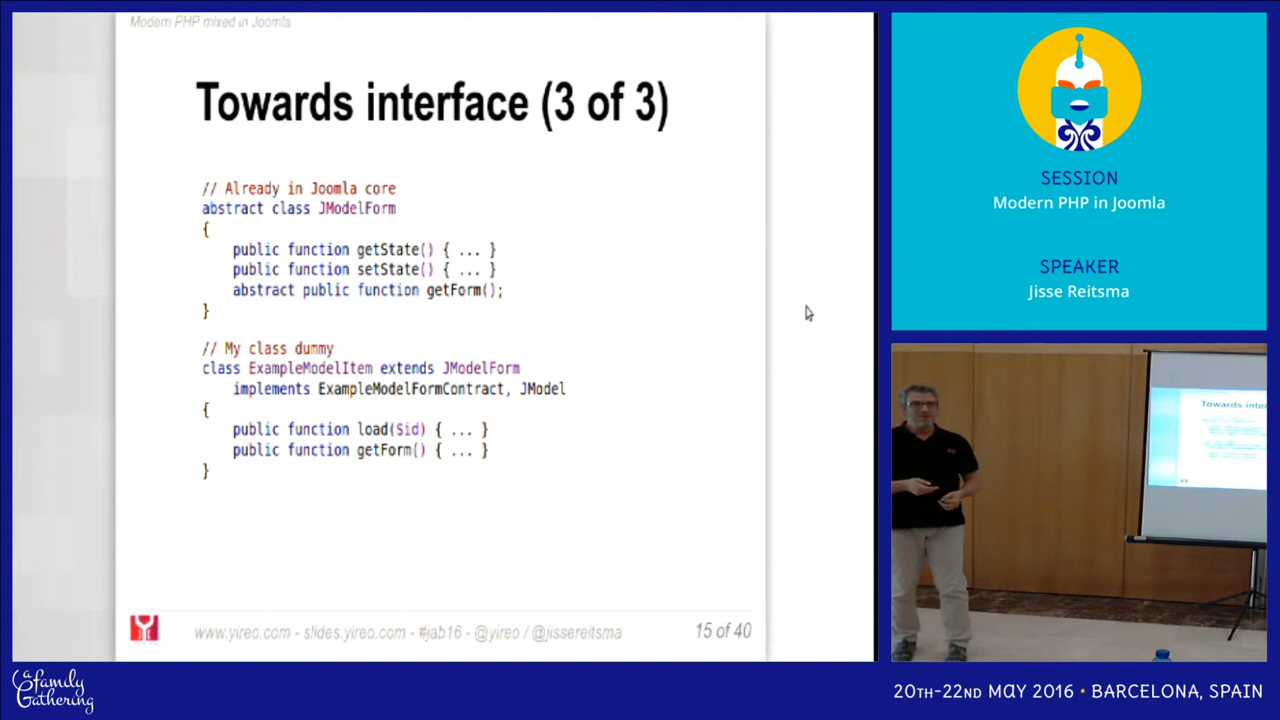 Modern PHP mixed in Joomla
Towards interface (3 of 3)
// Already in Joomla core
abstract class JModelForm
{
public function getState() { ... }
public function setState() { ... }
abstract public function getForm();
}
// My class dummy
class ExampleModelItem extends JModelForm
implements ExampleModelFormContract, JModel
{
public function load($id) { ... }
public function getForm() { ... }
}
www.yireo.com - slides.yireo.com - #jab16 - @yireo / @jissereitsma
15 of 40
SESSION
Modern PHP in Joomla
SPEAKER
Jisse Reitsma
Towards inter
a family
Gathering
20TH-22ND MAY 2016 • BARCELONA, SPAIN